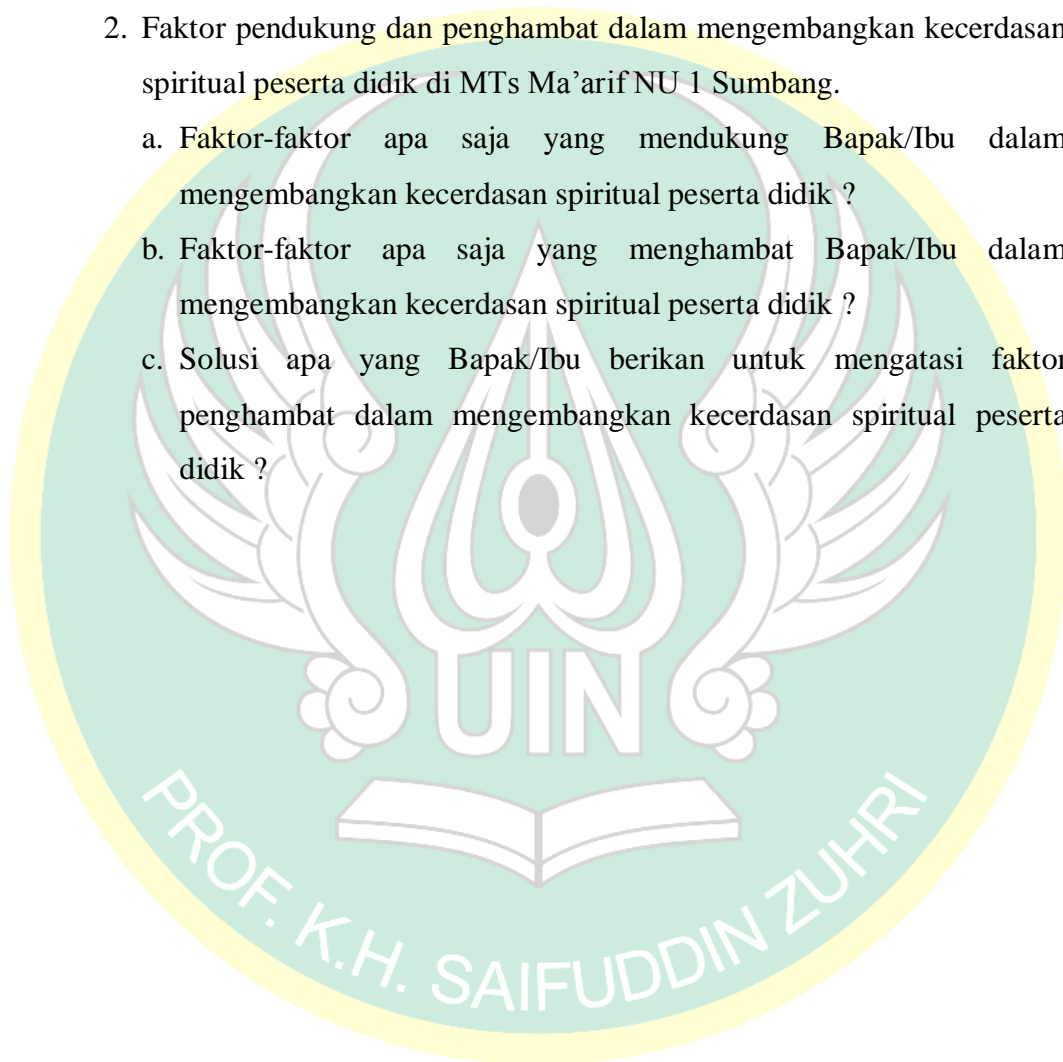 2. Faktor pendukung dan penghambat dalam mengembangkan kecerdasan
spiritual peserta didik di MTs Ma’arif NU 1 Sumbang.
a. Faktor-faktor apa saja yang mendukung Bapak/Ibu dalam
mengembangkan kecerdasan spiritual peserta didik ?
b. Faktor-faktor apa saja yang menghambat Bapak/Ibu dalam
mengembangkan kecerdasan spiritual peserta didik ?
c. Solusi apa yang Bapak/Ibu berikan untuk mengatasi faktor
penghambat dalam mengembangkan kecerdasan spiritual peserta
didik ?
UIN
PROF. K.H. SAIFUDDIN ZUHRI